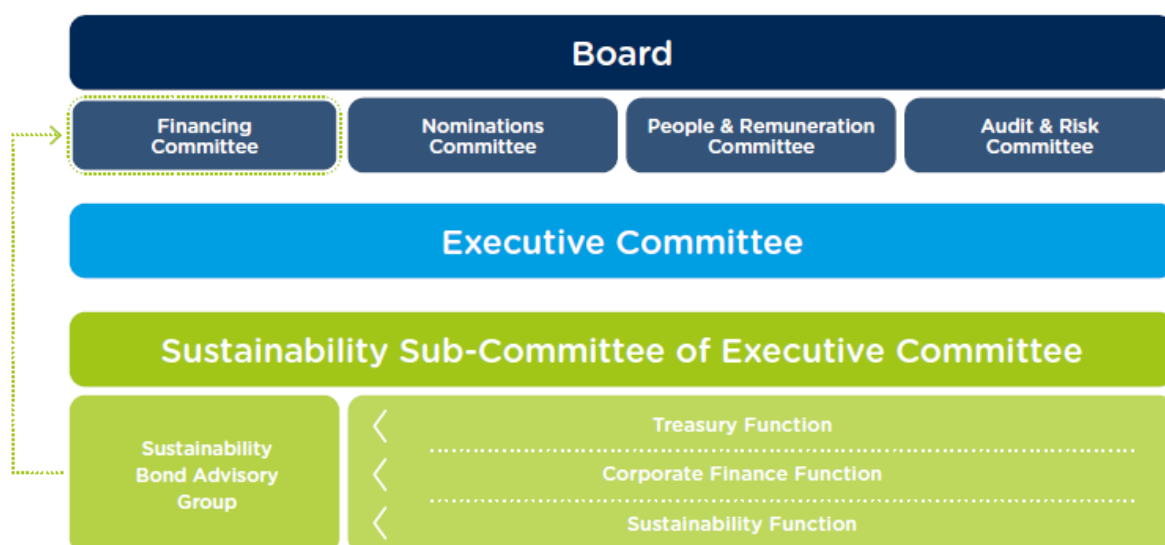 Board
Financing
Committee
Nominations
Committee
People & Remuneration
Committee
Audit & Risk
Committee
Executive Committee
Sustainability Sub-Committee of Executive Committee
Sustainability
Bond Advisory
Group
Treasury Function
Corporate Finance Function
Sustainability Function